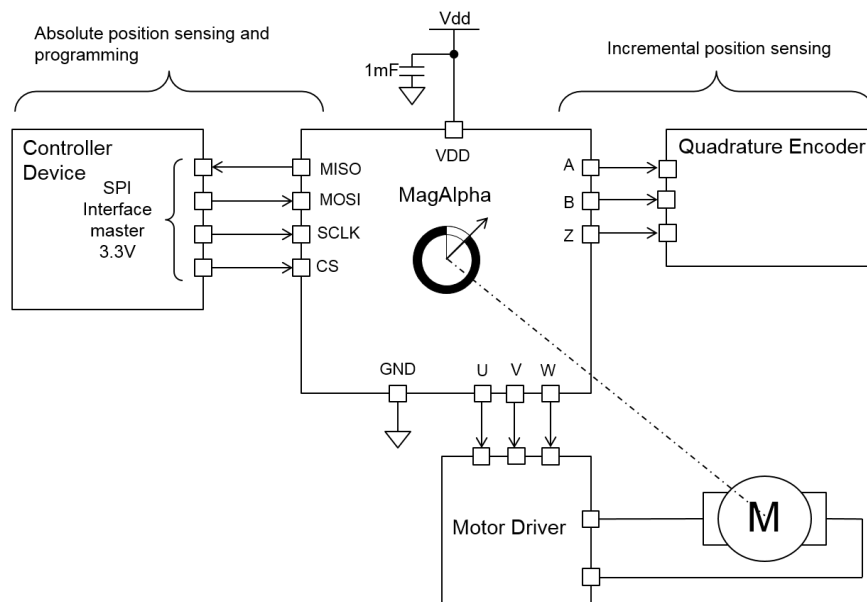 Absolute position sensing and
programming
Vdd
1mF
Incremental position sensing
Controller
Device
SPI
Interface
master
3.3V
MISO
MOSI
SCLK
CS
VDD
MagAlpha
A
B
Z
Quadrature Encoder
GND
U
V
W
Motor Driver
M